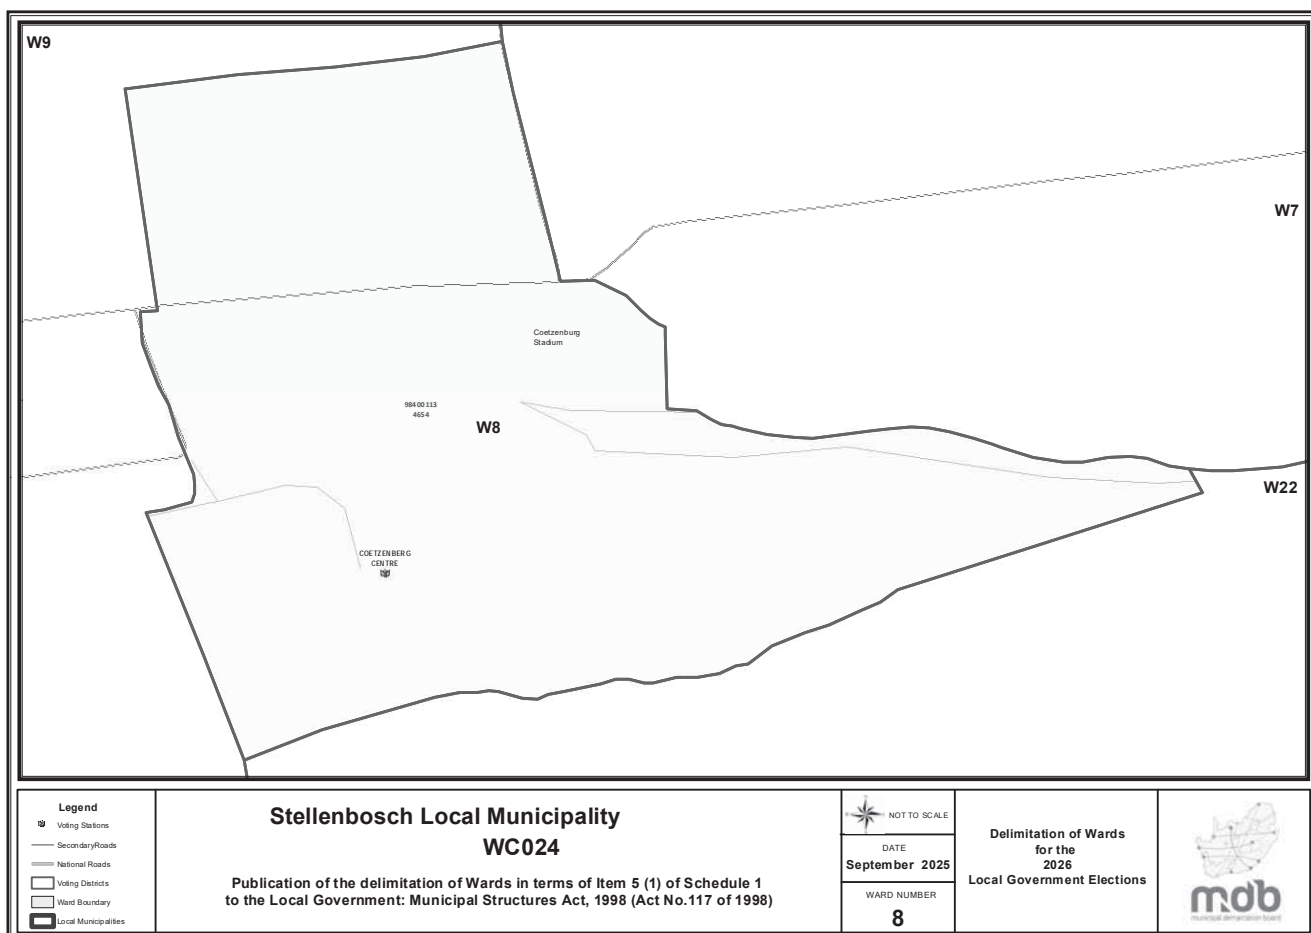 W9
W7
Coetzenburg
Stadium
98400113
4654
W8
W22
COETZENBERG
CENTRE
Legend
Voting Stations
SecondaryRoads
National Roads
Voting Districts
Ward Boundary
Local Municipalities
Stellenbosch Local Municipality
WC024
Publication of the delimitation of Wards in terms of Item 5 (1) of Schedule 1
to the Local Government: Municipal Structures Act, 1998 (Act No.117 of 1998)
NOT TO SCALE
DATE
September 2025
WARD NUMBER
8
Delimitation of Wards
for the
2026
Local Government Elections
mdb
municipal demarcation board